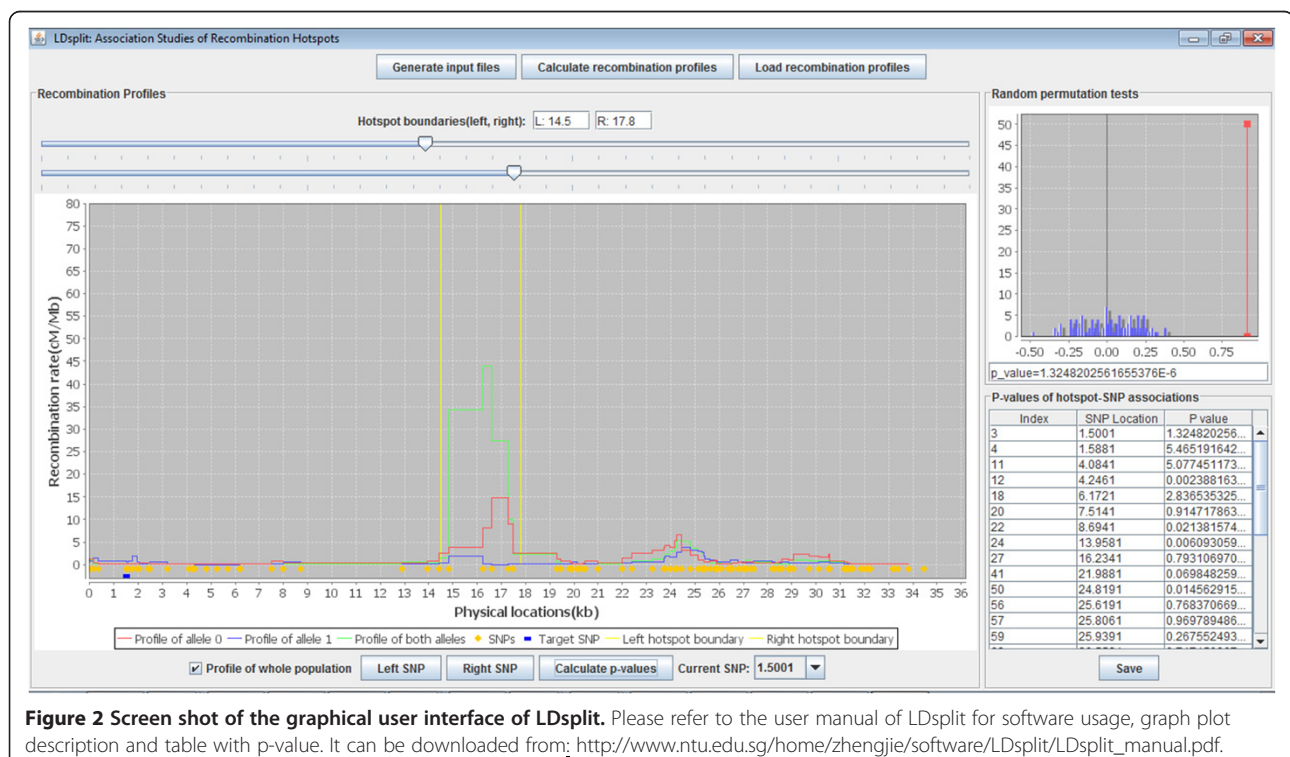 LDsplit: Association Studies of Recombination Hotspots
Generate input files Calculate recombination profiles Load recombination profiles
Recombination Profiles
Hotspot boundaries(left, right): L: 14.5 R: 17.8
80
75
70
65
60
55
50
45
40
35
30
25
20
15
10
5
0
Recombination rate(cM/Mb)
0 1 2 3 4 5 6 7 8 9 10 11 12 13 14 15 16 17 18 19 20 21 22 23 24 25 26 27 28 29 30 31 32 33 34 35 36
Physical locations(kb)
Profile of allele 0 Profile of allele 1 Profile of both alleles SNPs Target SNP Left hotspot boundary Right hotspot boundary
Profile of whole population Left SNP Right SNP Calculate p-values Current SNP: 1.5001
Random permutation tests
50
45
40
35
30
25
20
15
10
5
0
-0.50 -0.25 0.00 0.25 0.50 0.75
p_value=1.3248202561655376E-6
P-values of hotspot-SNP associations
Index SNP Location P value
3 1.5001 1.324820256...
4 1.5881 5.465191642...
11 4.0841 5.077451173...
12 4.2461 0.002388163...
18 6.1721 2.836535325...
20 7.5141 0.914717863...
22 8.6941 0.021381574...
24 13.9581 0.006093059...
27 16.2341 0.793106970...
41 21.9881 0.069848259...
50 24.8191 0.014562915...
56 25.6191 0.768370669...
57 25.8061 0.969789486...
59 25.9391 0.267552493...
Save
Figure 2 Screen shot of the graphical user interface of LDsplit. Please refer to the user manual of LDsplit for software usage, graph plot
description and table with p-value. It can be downloaded from: http://www.ntu.edu.sg/home/zhengjie/software/LDsplit/LDsplit_manual.pdf.